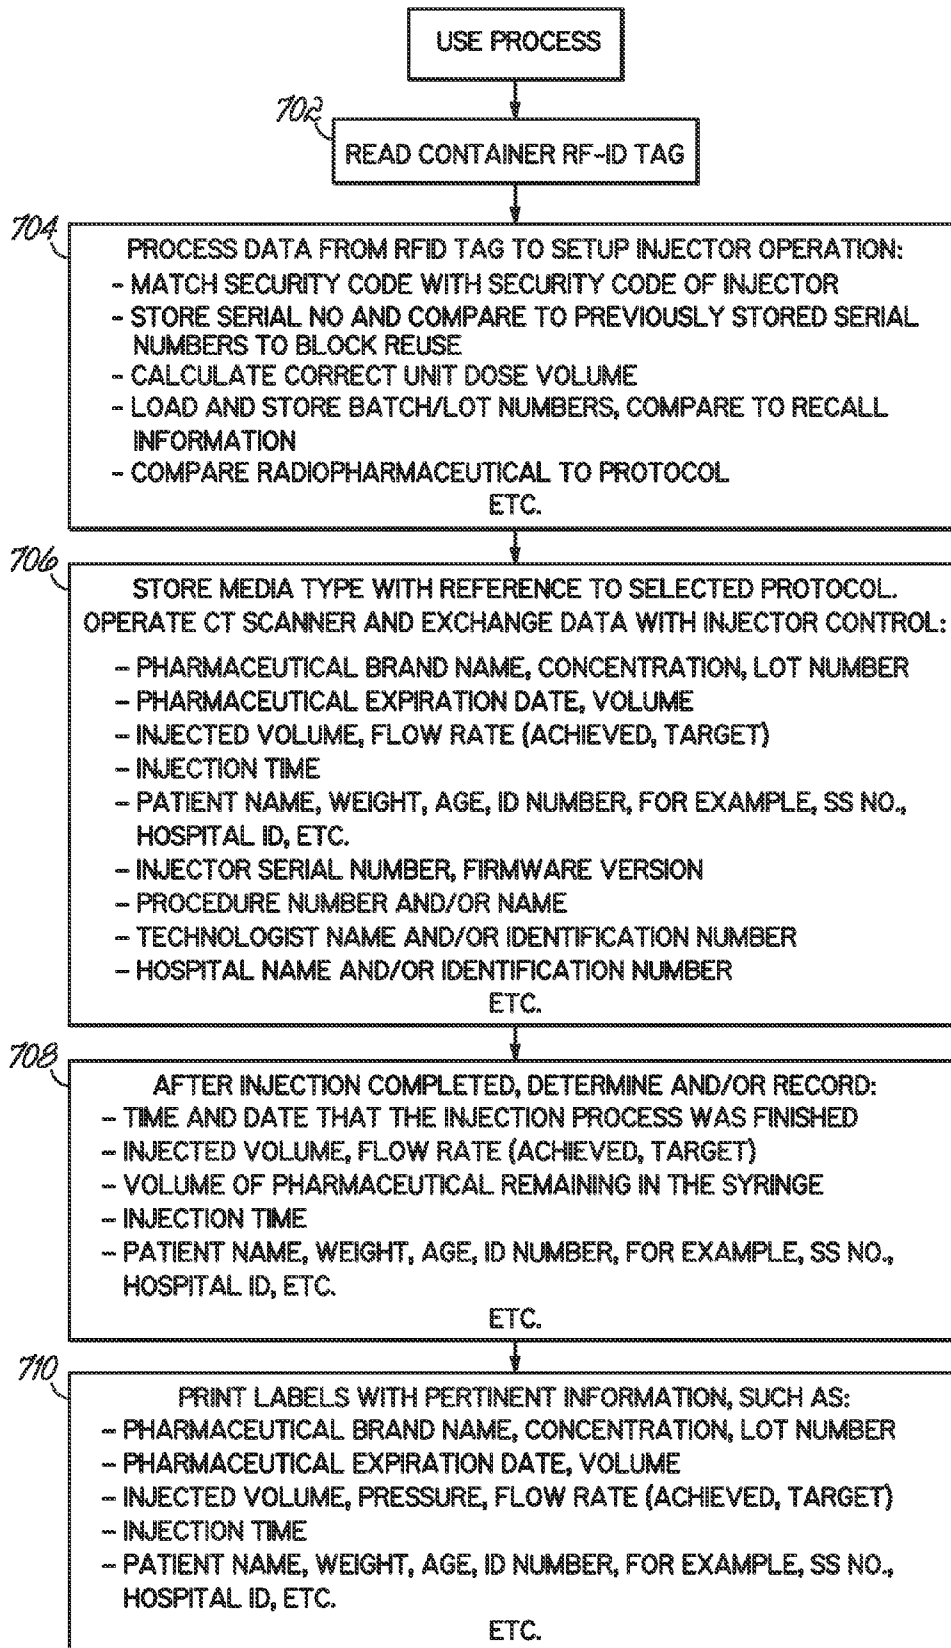 USE PROCESS
702
READ CONTAINER RF-ID TAG
704
PROCESS DATA FROM RFID TAG TO SETUP INJECTOR OPERATION:
- MATCH SECURITY CODE WITH SECURITY CODE OF INJECTOR
- STORE SERIAL NO AND COMPARE TO PREVIOUSLY STORED SERIAL
NUMBERS TO BLOCK REUSE
- CALCULATE CORRECT UNIT DOSE VOLUME
- LOAD AND STORE BATCH/LOT NUMBERS, COMPARE TO RECALL
INFORMATION
- COMPARE RADIOPHARMACEUTICAL TO PROTOCOL
ETC.
706
STORE MEDIA TYPE WITH REFERENCE TO SELECTED PROTOCOL.
OPERATE CT SCANNER AND EXCHANGE DATA WITH INJECTOR CONTROL:
- PHARMACEUTICAL BRAND NAME, CONCENTRATION, LOT NUMBER
- PHARMACEUTICAL EXPIRATION DATE, VOLUME
- INJECTED VOLUME, FLOW RATE (ACHIEVED, TARGET)
- INJECTION TIME
- PATIENT NAME, WEIGHT, AGE, ID NUMBER, FOR EXAMPLE, SS NO.,
HOSPITAL ID, ETC.
- INJECTOR SERIAL NUMBER, FIRMWARE VERSION
- PROCEDURE NUMBER AND/OR NAME
- TECHNOLOGIST NAME AND/OR IDENTIFICATION NUMBER
- HOSPITAL NAME AND/OR IDENTIFICATION NUMBER
ETC.
708
AFTER INJECTION COMPLETED, DETERMINE AND/OR RECORD:
- TIME AND DATE THAT THE INJECTION PROCESS WAS FINISHED
- INJECTED VOLUME, FLOW RATE (ACHIEVED, TARGET)
- VOLUME OF PHARMACEUTICAL REMAINING IN THE SYRINGE
- INJECTION TIME
- PATIENT NAME, WEIGHT, AGE, ID NUMBER, FOR EXAMPLE, SS NO.,
HOSPITAL ID, ETC.
ETC.
710
PRINT LABELS WITH PERTINENT INFORMATION, SUCH AS:
- PHARMACEUTICAL BRAND NAME, CONCENTRATION, LOT NUMBER
- PHARMACEUTICAL EXPIRATION DATE, VOLUME
- INJECTED VOLUME, PRESSURE, FLOW RATE (ACHIEVED, TARGET)
- INJECTION TIME
- PATIENT NAME, WEIGHT, AGE, ID NUMBER, FOR EXAMPLE, SS NO.,
HOSPITAL ID, ETC.
ETC.